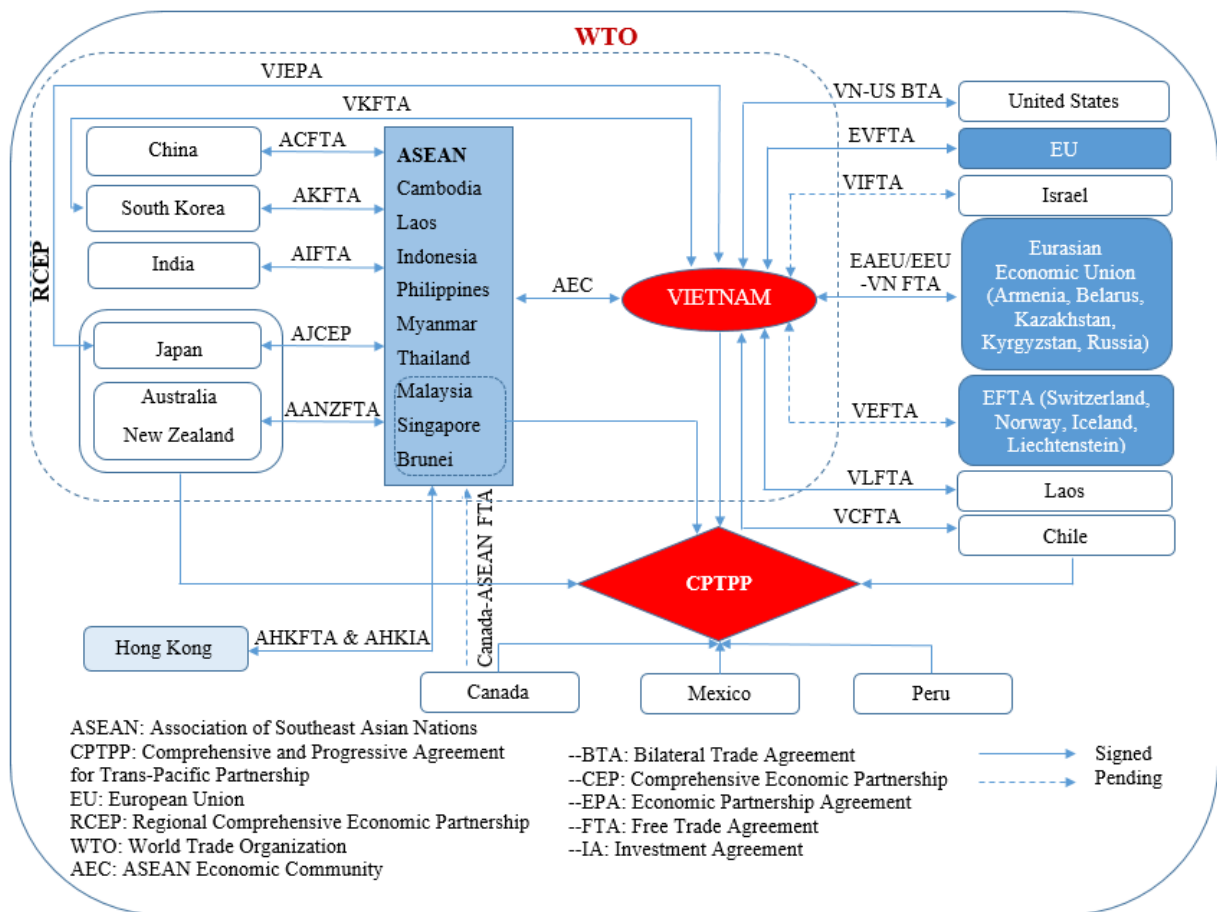 WTO
VJEPA
VKFTA
RCEP
China
South Korea
India
Japan
Australia
New Zealand
ACFTA
AKFTA
AIFTA
AJCEP
AANZFTA
ASEAN
Cambodia
Laos
Indonesia
Philippines
Myanmar
Thailand
Malaysia
Singapore
Brunei
AEC
VIETNAM
VN-US BTA
United States
EVFTA
EU
VIFTA
Israel
EAEU/EEU
-VN FTA
Eurasian
Economic Union
(Armenia, Belarus,
Kazakhstan,
Kyrgyzstan, Russia)
VEFTA
EFTA (Switzerland,
Norway, Iceland,
Liechtenstein)
VLFTA
Laos
VCFTA
Chile
CPTPP
Canada-ASEAN FTA
Hong Kong
AHKFTA & AHKIA
Canada
Mexico
Peru
ASEAN: Association of Southeast Asian Nations
CPTPP: Comprehensive and Progressive Agreement
for Trans-Pacific Partnership
EU: European Union
RCEP: Regional Comprehensive Economic Partnership
WTO: World Trade Organization
AEC: ASEAN Economic Community
--BTA: Bilateral Trade Agreement
--CEP: Comprehensive Economic Partnership
--EPA: Economic Partnership Agreement
--FTA: Free Trade Agreement
--IA: Investment Agreement
Signed
Pending